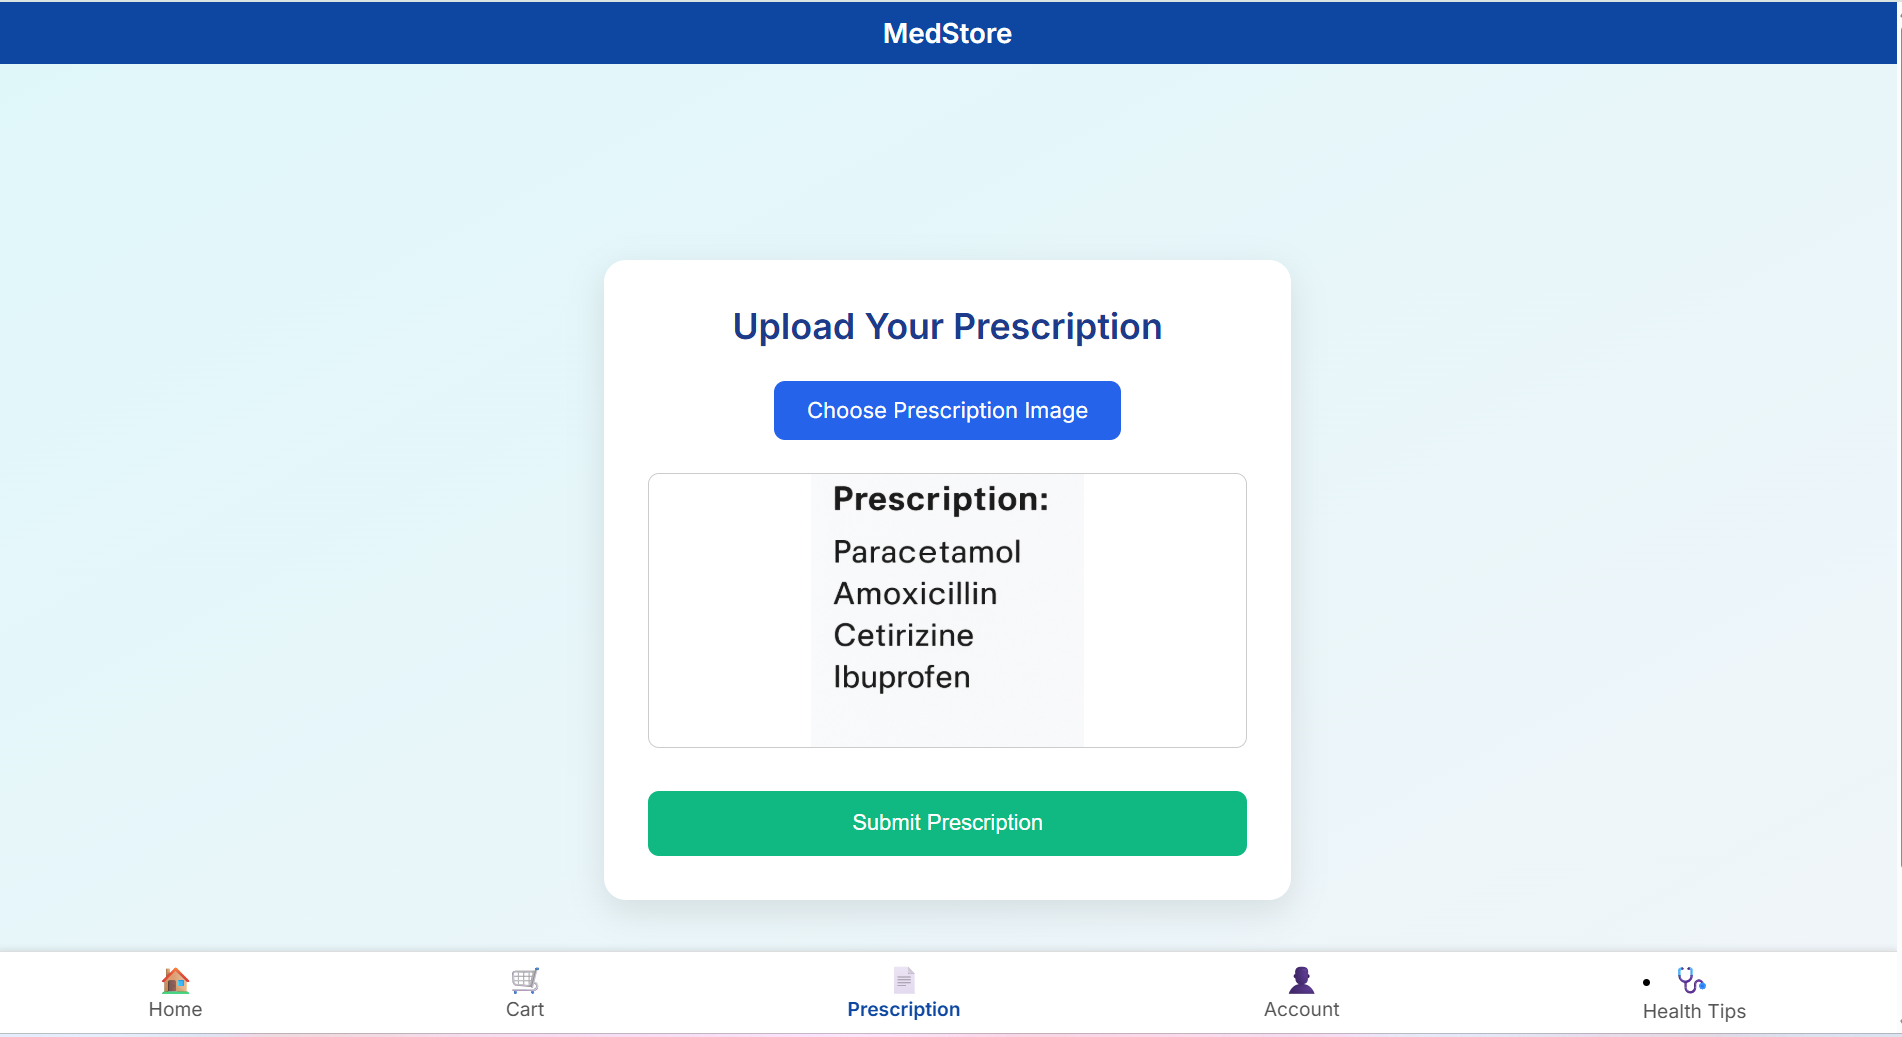 MedStore
Upload Your Prescription
Choose Prescription Image
Prescription:
Paracetamol
Amoxicillin
Cetirizine
Ibuprofen
Submit Prescription
Home
Cart
Prescription
Account
Health Tips